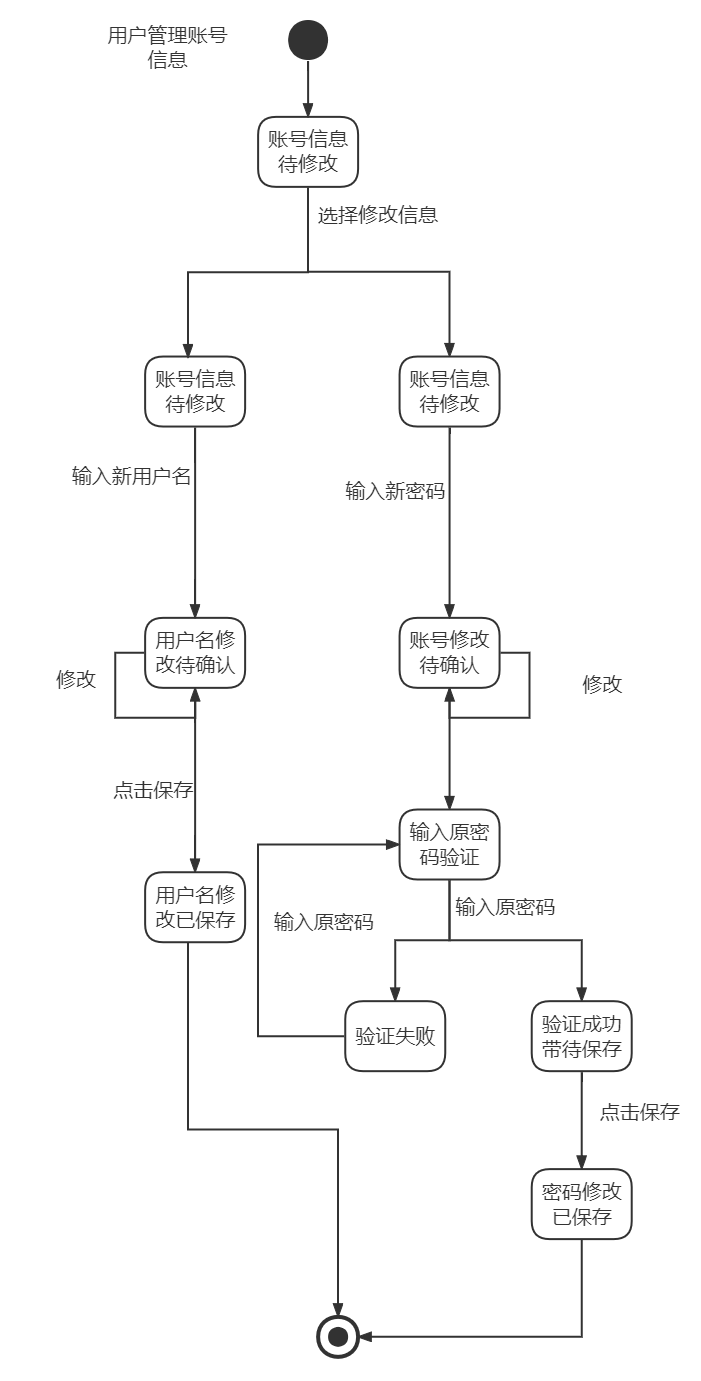 用户管理账号
信息
账号信息
待修改
选择修改信息
账号信息
待修改
账号信息
待修改
输入新用户名
输入新密码
用户名修
改待确认
账号修改
待确认
修改
修改
点击保存
输入原密
码验证
用户名修
改已保存
输入原密码
输入原密码
验证失败
验证成功
带待保存
点击保存
密码修改
已保存